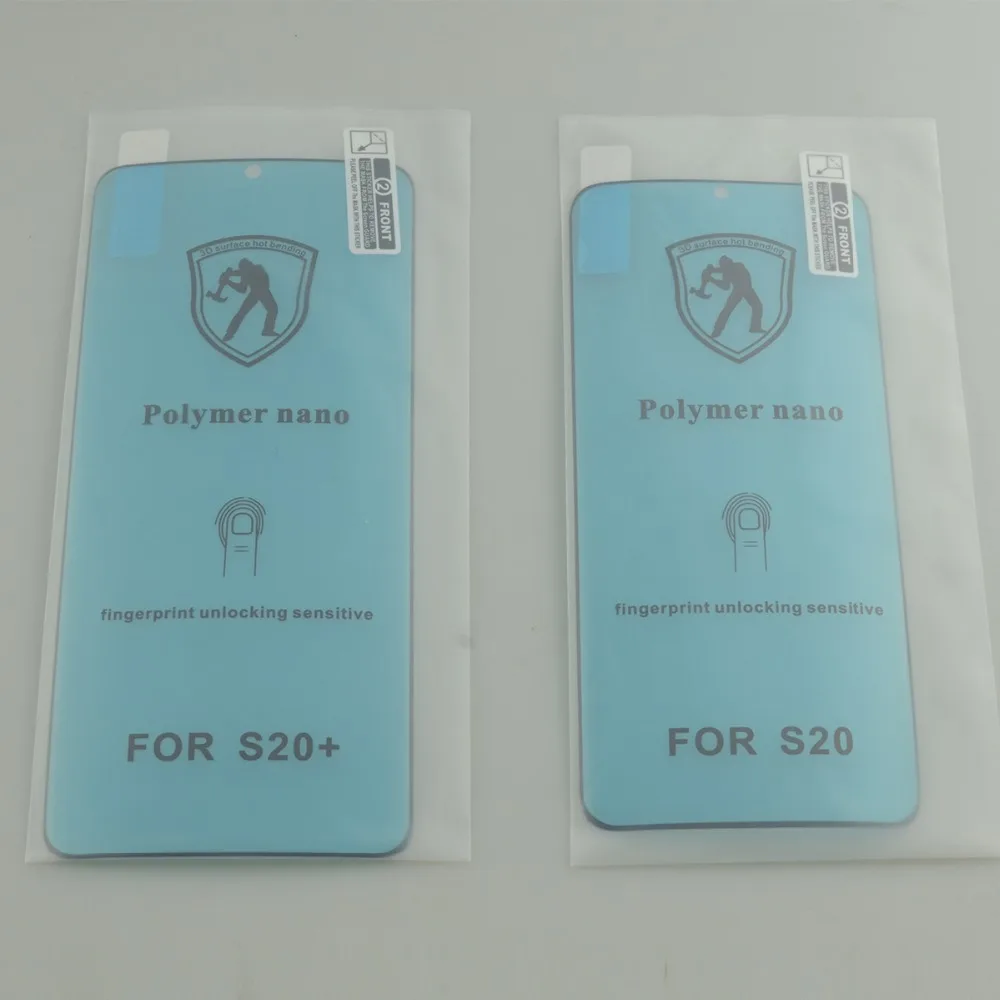 3D surface hot bending
Polymer nano
fingerprint unlocking sensitive
FOR S20+
② FRONT
3D surface hot bending
Polymer nano
fingerprint unlocking sensitive
FOR S20
② FRONT